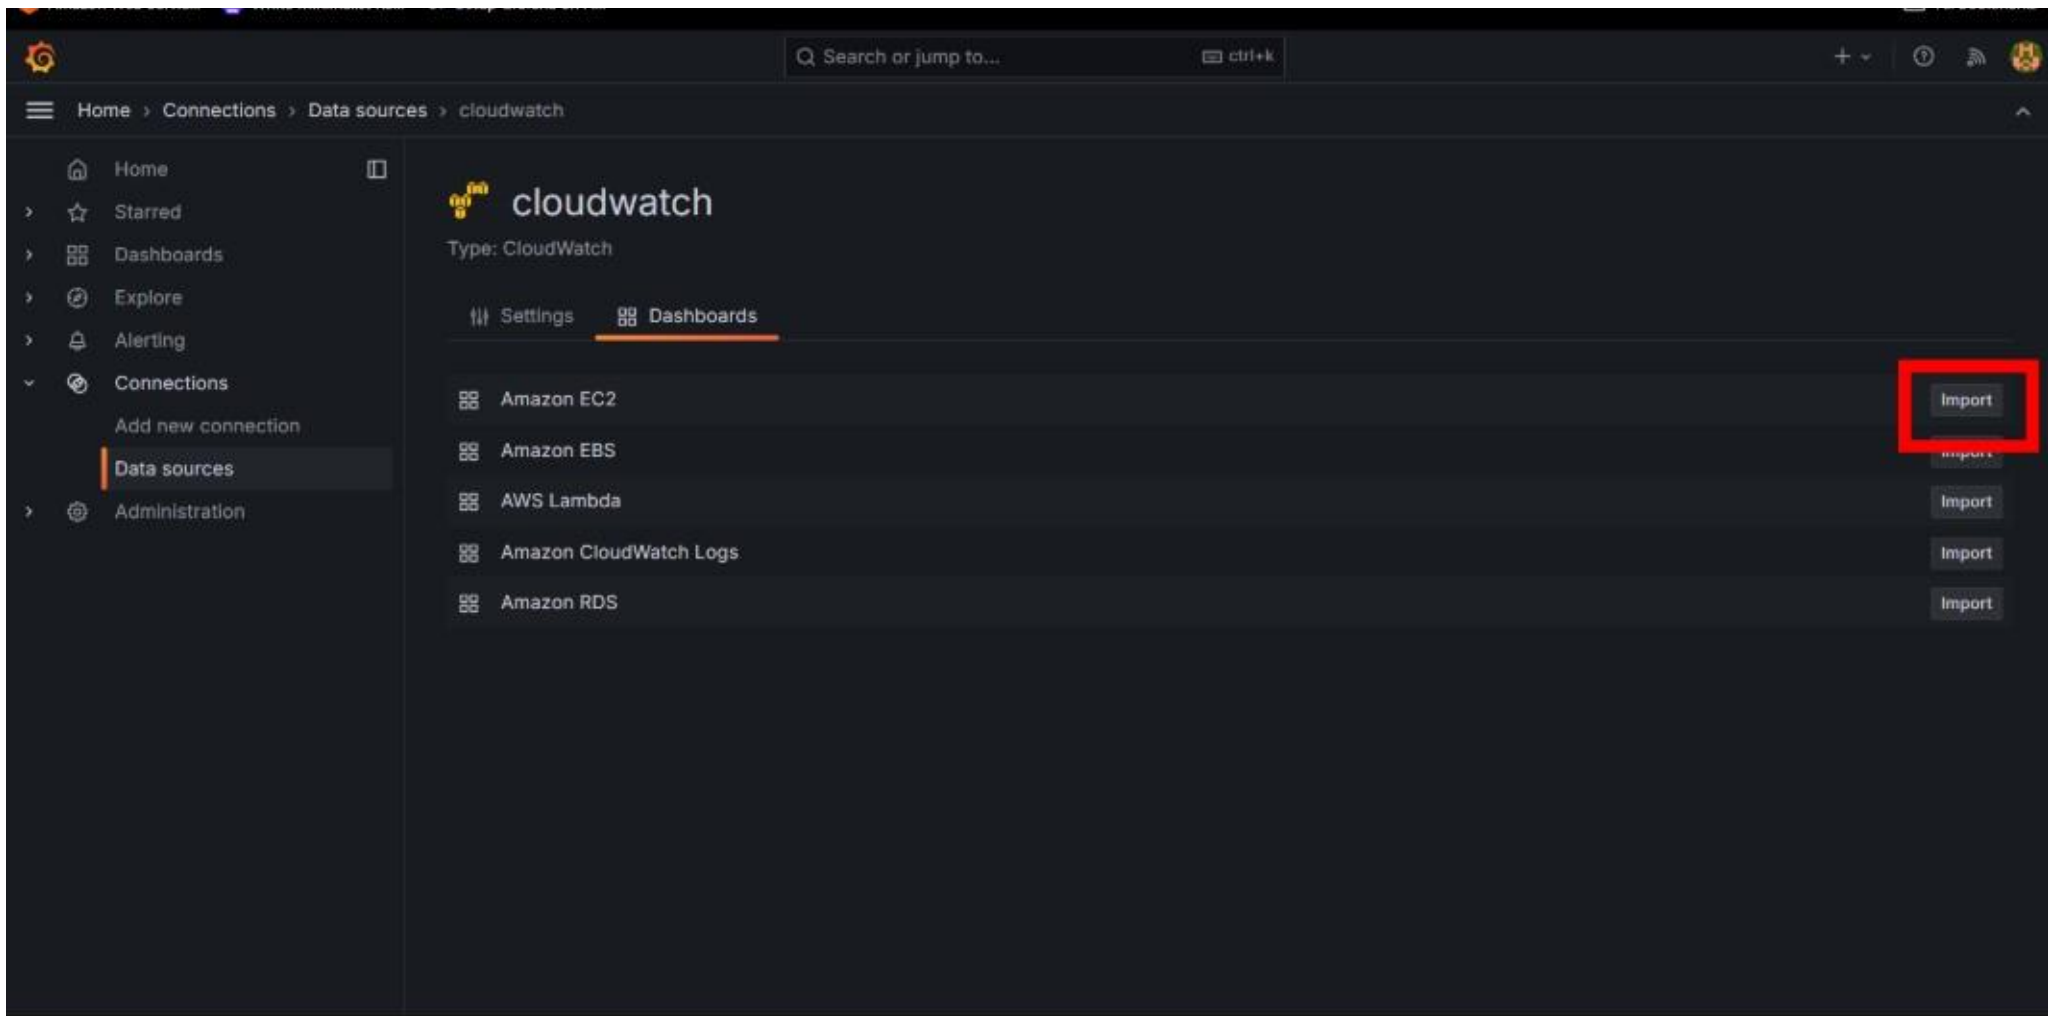 Search or jump to... ctrl+k
Home › Connections › Data sources › cloudwatch
Home
Starred
Dashboards
Explore
Alerting
Connections
Add new connection
Data sources
Administration
cloudwatch
Type: CloudWatch
Settings Dashboards
Amazon EC2 Import
Amazon EBS Import
AWS Lambda Import
Amazon CloudWatch Logs Import
Amazon RDS Import